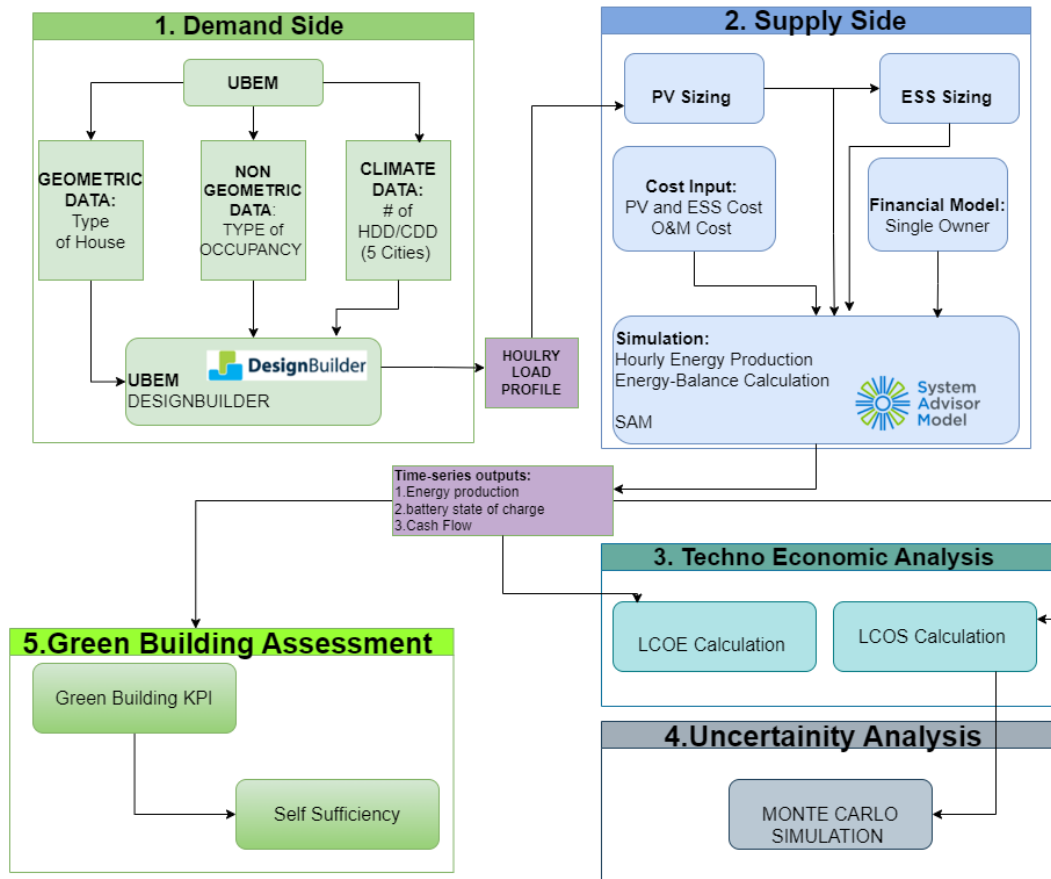 1. Demand Side
UBEM
GEOMETRIC
DATA:
Type
of House
NON
GEOMETRIC
DATA:
TYPE of
OCCUPANCY
CLIMATE
DATA:
# of
HDD/CDD
(5 Cities)
DesignBuilder
UBEM
DESIGNBUILDER
HOULRY
LOAD
PROFILE
2. Supply Side
PV Sizing
ESS Sizing
Cost Input:
PV and ESS Cost
O&M Cost
Financial Model:
Single Owner
Simulation:
Hourly Energy Production
Energy-Balance Calculation
SAM
System
Advisor
Model
Time-series outputs:
1.Energy production
2.battery state of charge
3.Cash Flow
3. Techno Economic Analysis
LCOE Calculation
LCOS Calculation
4.Uncertainity Analysis
MONTE CARLO
SIMULATION
5.Green Building Assessment
Green Building KPI
Self Sufficiency